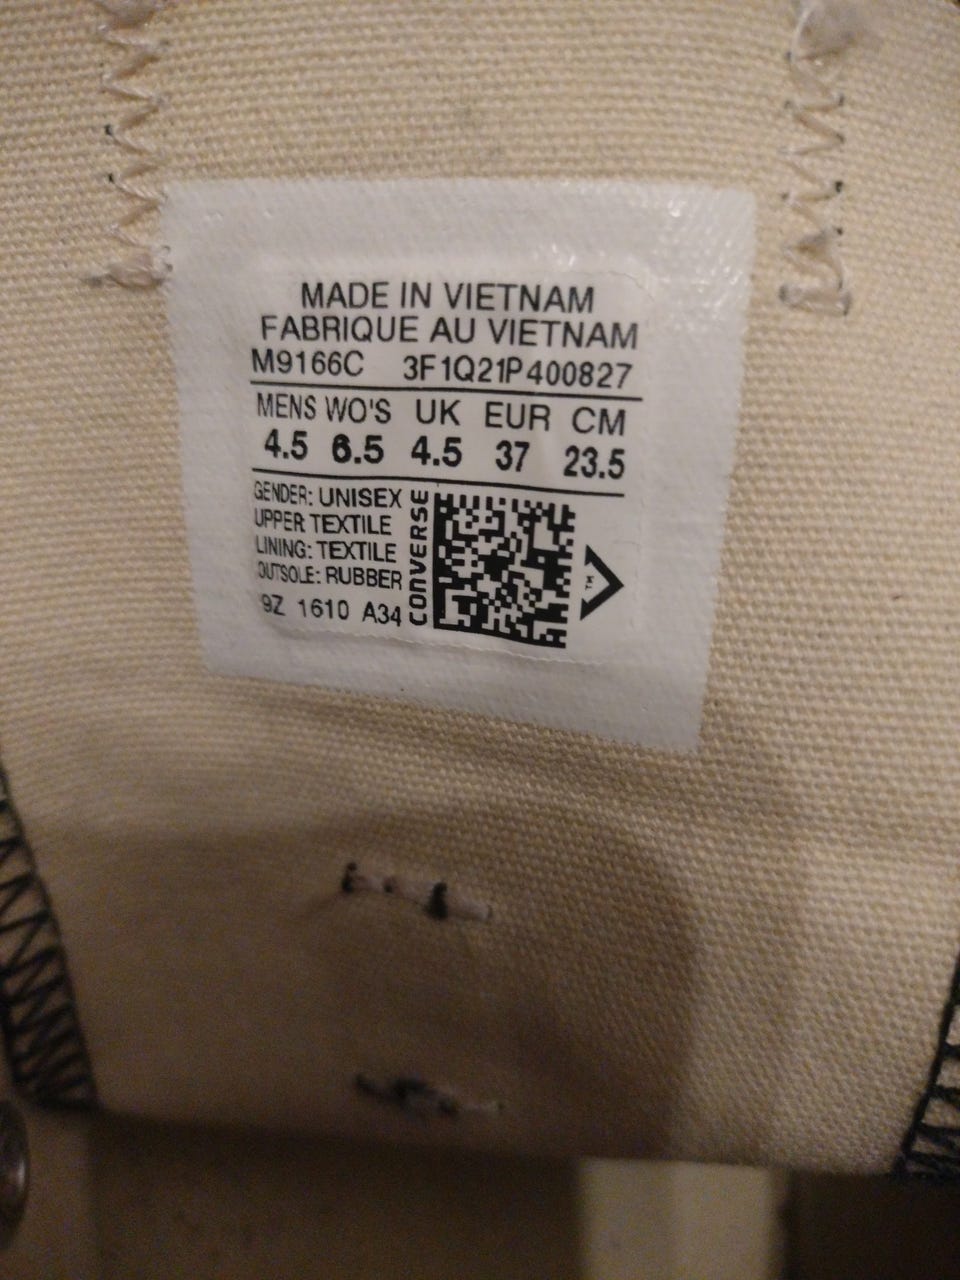 MADE IN VIETNAM
FABRIQUE AU VIETNAM
M9166C 3F1Q21P400827
MENS WO'S UK EUR CM
4.5 6.5 4.5 37 23.5
GENDER: UNISEX
UPPER TEXTILE
LINING: TEXTILE
OUTSOLE: RUBBER
9Z 1610 A34
CONVERSE
TM